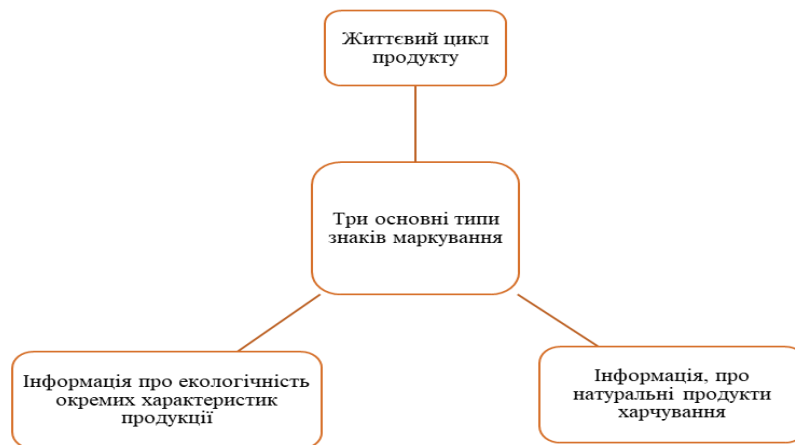 Життєвий цикл
продукту
Три основні типи
знаків маркування
Інформація про екологічність
окремих характеристик
продукції
Інформація, про
натуральні продукти
харчування